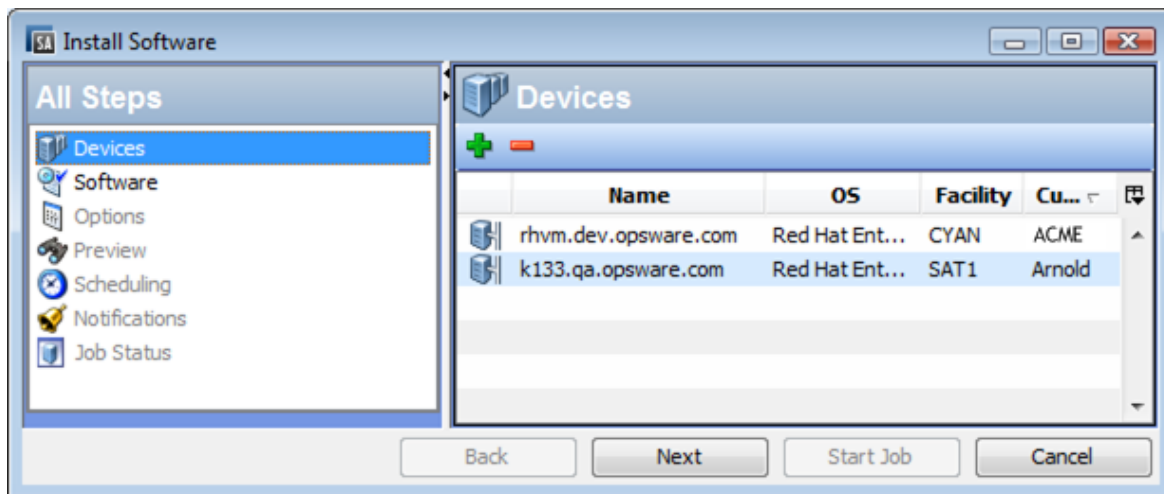 SA Install Software
All Steps
Devices
Software
Options
Preview
Scheduling
Notifications
Job Status
Devices
Name OS Facility Cu...
rhvm.dev.opsware.com Red Hat Ent... CYAN ACME
k133.qa.opsware.com Red Hat Ent... SAT1 Arnold
Back Next Start Job Cancel